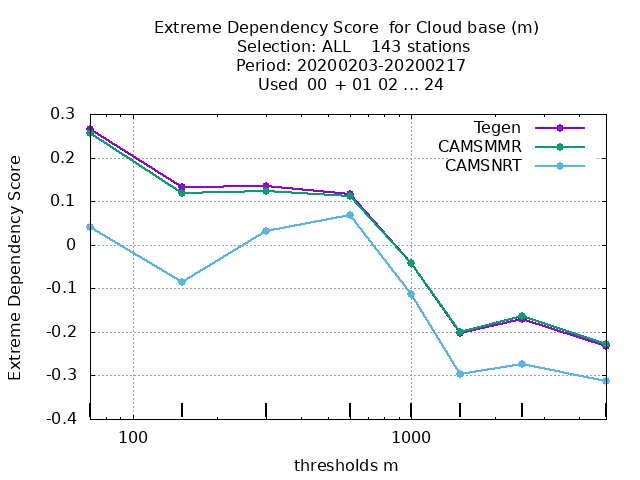 Extreme Dependency Score  for Cloud base (m)
Selection: ALL    143 stations
Period: 20200203-20200217
Used  00  + 01 02 ... 24
Tegen
CAMSMMR
CAMSNRT
Extreme Dependency Score
0.3
0.2
0.1
0
-0.1
-0.2
-0.3
-0.4
100
1000
thresholds m